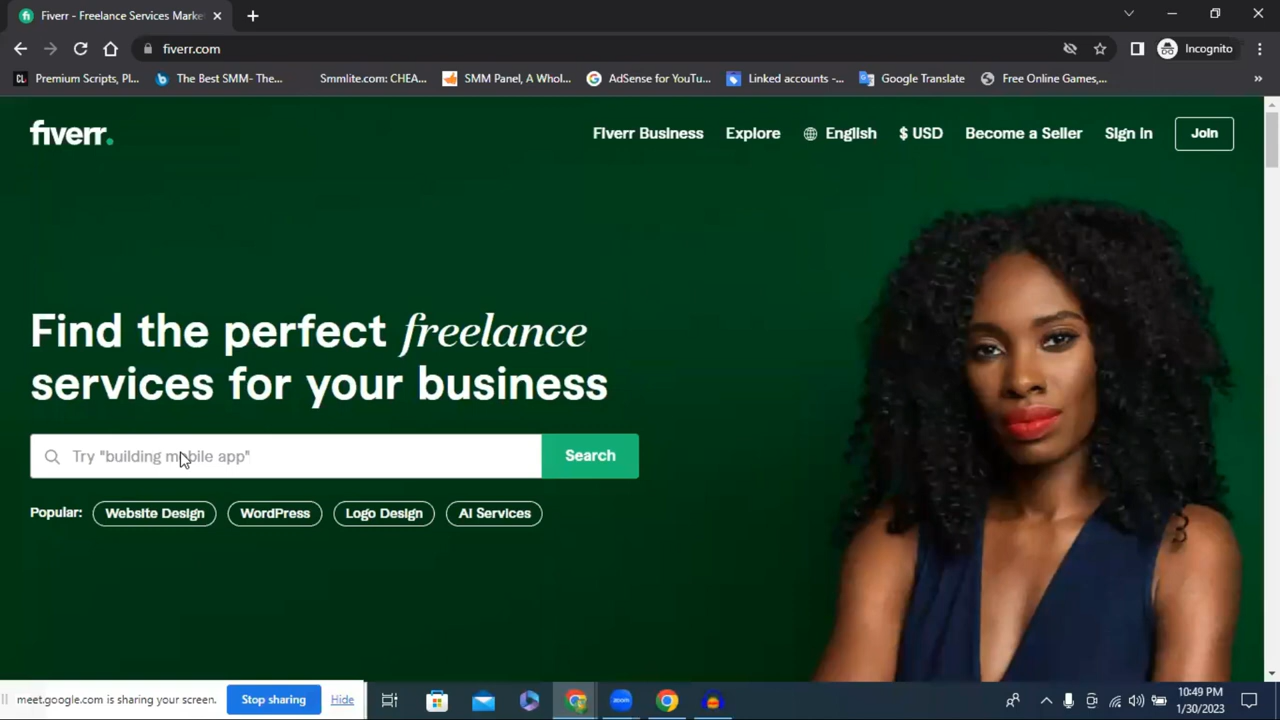 Fiverr - Freelance Services Marke
fiverr.com
Incognito
Premium Scripts, Pl...
The Best SMM- The...
Smmlite.com: CHEA...
SMM Panel, A Whol...
AdSense for YouTu...
Linked accounts -...
Google Translate
Free Online Games,...
»
fiverr.
Fiverr Business
Explore
English
$ USD
Become a Seller
Sign In
Join
Find the perfect freelance
services for your business
Try "building mobile app"
Search
Popular:
Website Design
WordPress
Logo Design
AI Services
meet.google.com is sharing your screen.
Stop sharing
Hide
zoom
10:49 PM
1/30/2023